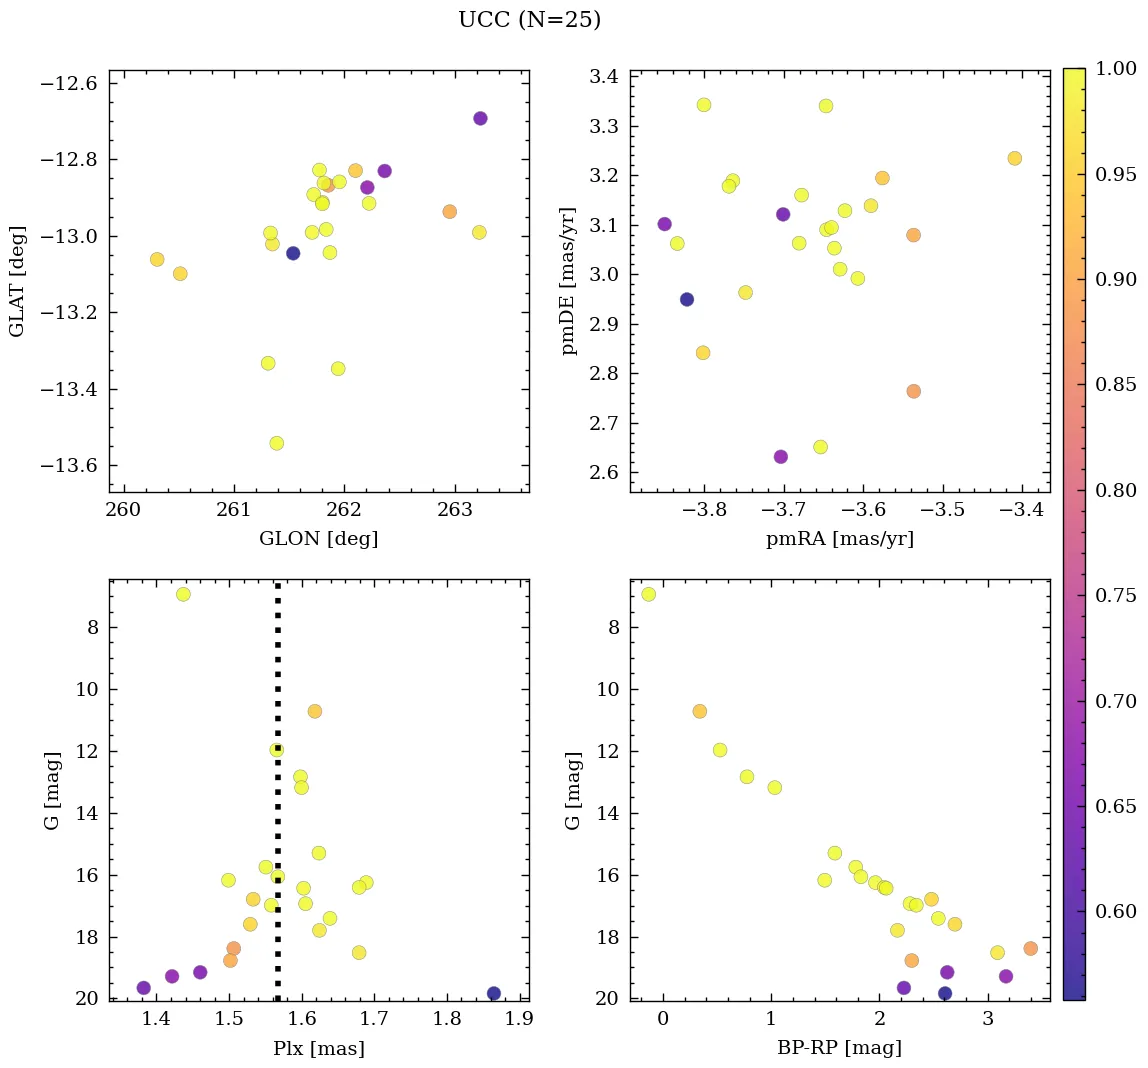 UCC (N=25)
−12.6
−12.8
−13.0
−13.2
−13.4
−13.6
GLAT [deg]
260 261 262 263
GLON [deg]
3.4
3.3
3.2
3.1
3.0
2.9
2.8
2.7
2.6
pmDE [mas/yr]
−3.8 −3.7 −3.6 −3.5 −3.4
pmRA [mas/yr]
1.00
0.95
0.90
0.85
0.80
0.75
0.70
0.65
0.60
8
10
12
14
16
18
20
G [mag]
1.4 1.5 1.6 1.7 1.8 1.9
Plx [mas]
8
10
12
14
16
18
20
G [mag]
0 1 2 3
BP-RP [mag]